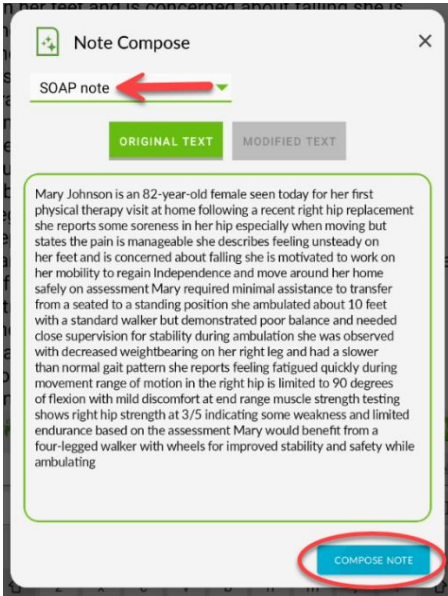 her feet and is concerned about falling she is
Note Compose
SOAP note
ORIGINAL TEXT
MODIFIED TEXT
Mary Johnson is an 82-year-old female seen today for her first
physical therapy visit at home following a recent right hip replacement
she reports some soreness in her hip especially when moving but
states the pain is manageable she describes feeling unsteady on
her feet and is concerned about falling she is motivated to work on
her mobility to regain Independence and move around her home
safely on assessment Mary required minimal assistance to transfer
from a seated to a standing position she ambulated about 10 feet
with a standard walker but demonstrated poor balance and needed
close supervision for stability during ambulation she was observed
with decreased weightbearing on her right leg and had a slower
than normal gait pattern she reports feeling fatigued quickly during
movement range of motion in the right hip is limited to 90 degrees
of flexion with mild discomfort at end range muscle strength testing
shows right hip strength at 3/5 indicating some weakness and limited
endurance based on the assessment Mary would benefit from a
four-legged walker with wheels for improved stability and safety while
ambulating
COMPOSE NOTE